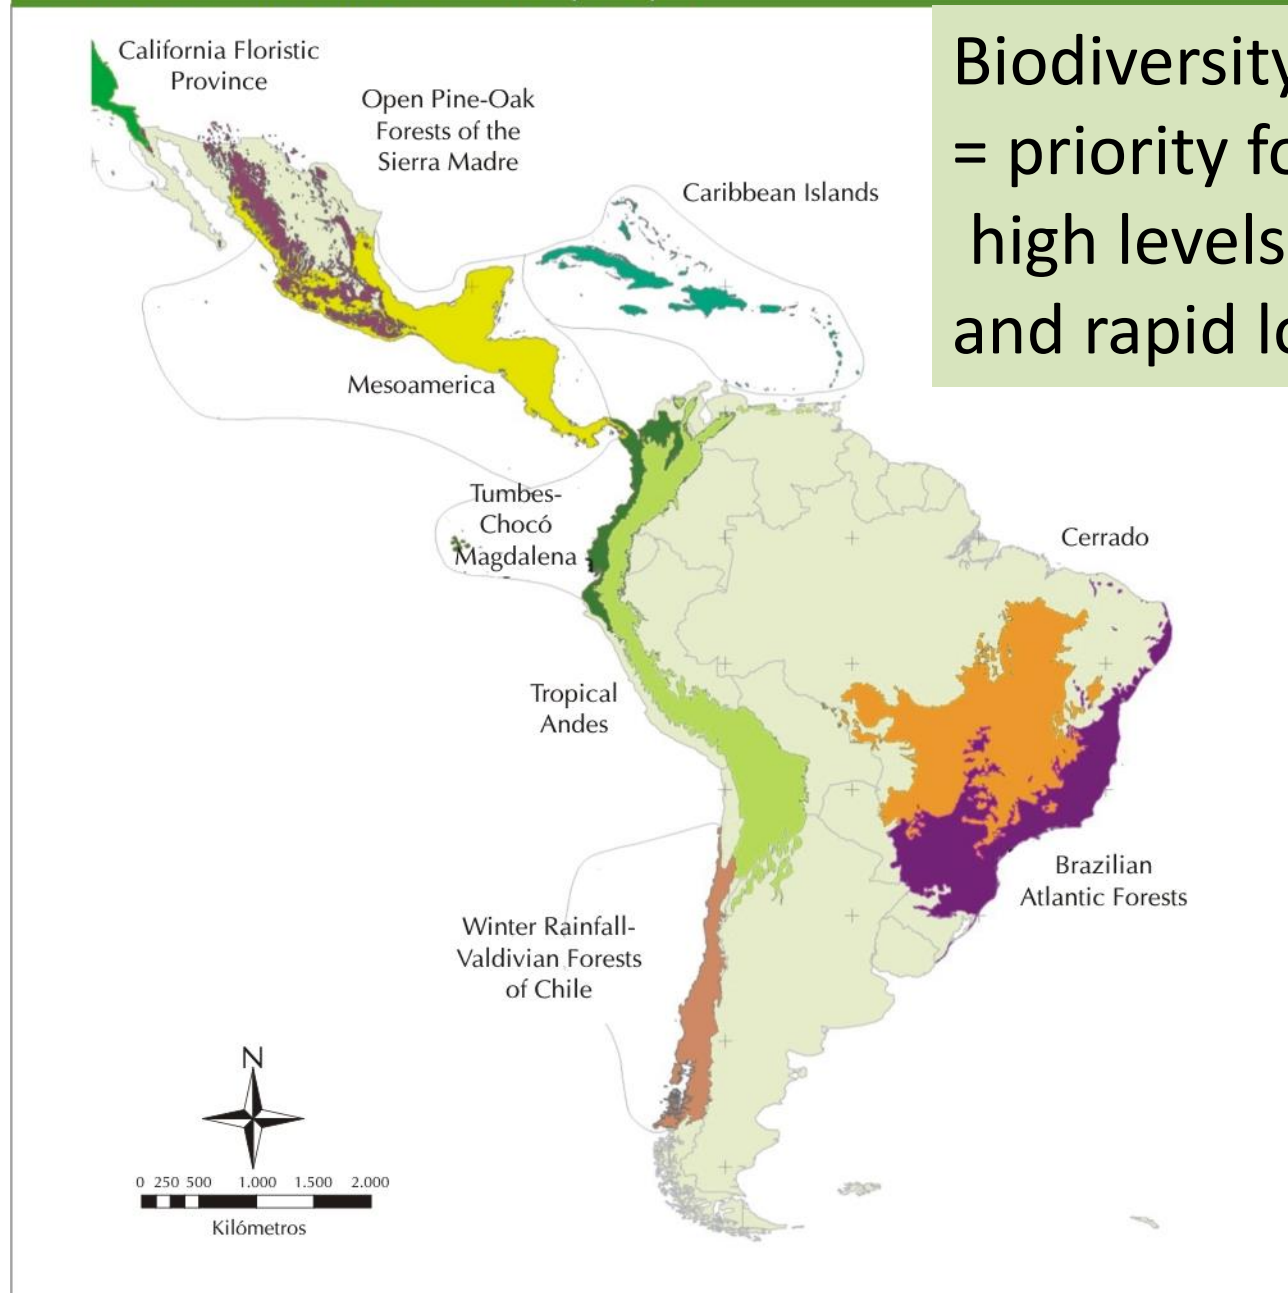 California Floristic
Province
Open Pine-Oak
Forests of the
Sierra Madre
Caribbean Islands
Biodiversity
= priority fo
high levels
and rapid lo
Mesoamerica
Tumbes-
Chocó
Magdalena
Cerrado
Tropical
Andes
Brazilian
Atlantic Forests
Winter Rainfall-
Valdivian Forests
of Chile
N
0 250 500 1.000 1.500 2.000
Kilómetros